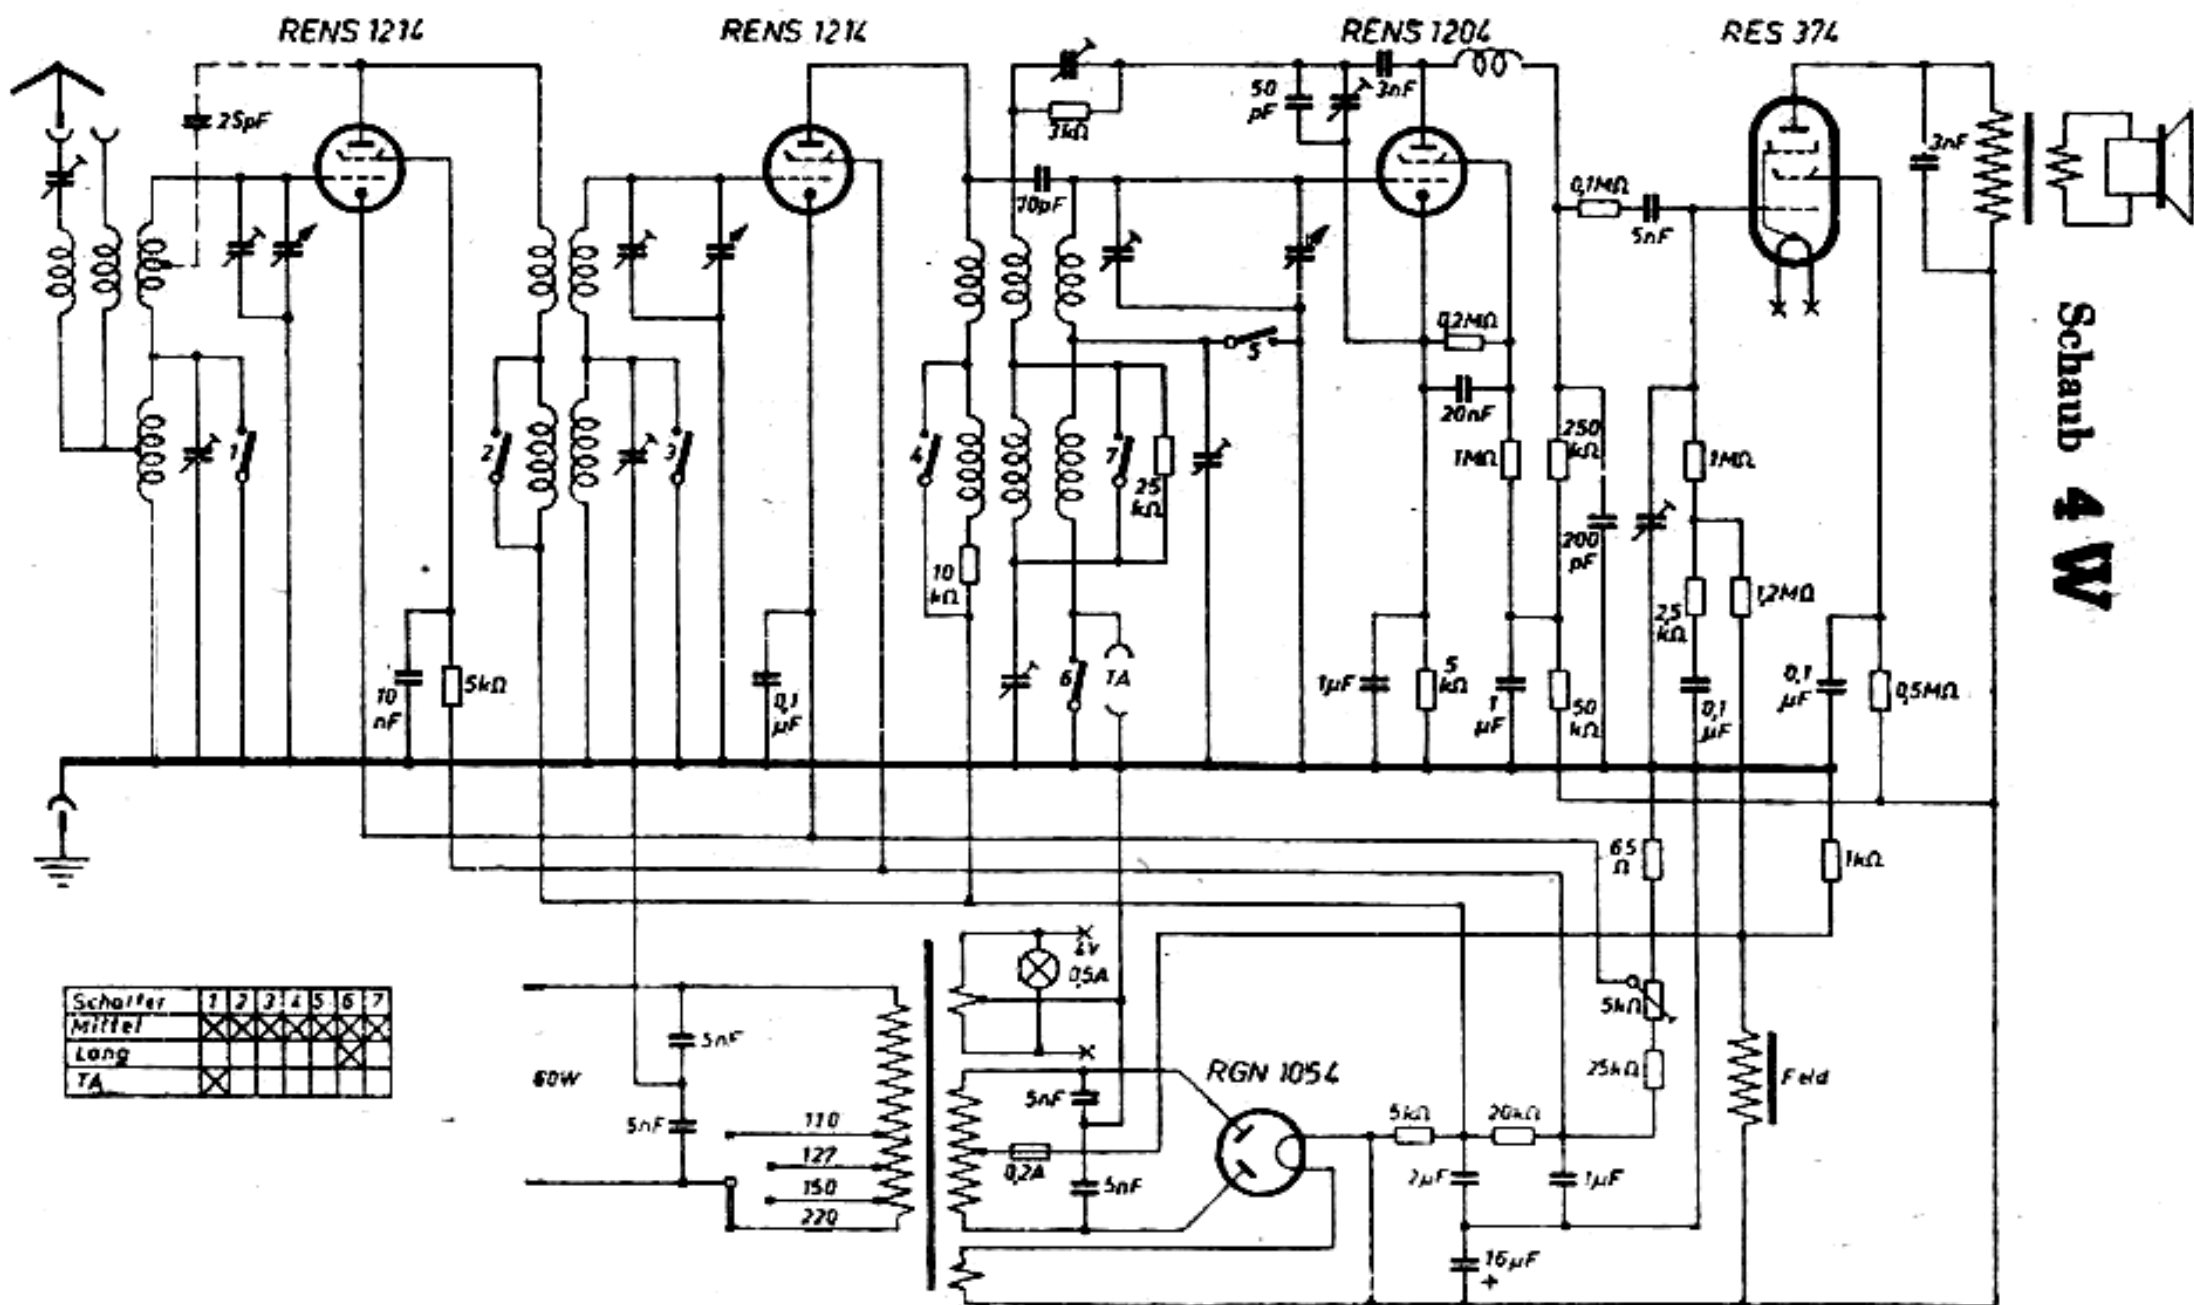 RENS 1214
RENS 1214
RENS 1204
RES 374
25pF
50 pF
3nF
3kΩ
70pF
0,1MΩ
5nF
3nF
0,2MΩ
20nF
5
Schaub 4 W
1
2
3
4
7
25 kΩ
1MΩ
250 kΩ
200 pF
1MΩ
2,5 kΩ
1,2MΩ
10 kΩ
10 nF
5kΩ
0,1 µF
6
TA
1µF
5 kΩ
1 µF
50 kΩ
0,1 µF
0,1 µF
0,5MΩ
65 Ω
1kΩ
4V
0,5A
5kΩ
25kΩ
Feld
Schalter 1 2 3 4 5 6 7
Mittel
Lang
TA
60W
5nF
5nF
110
127
150
220
5nF
0,2A
5nF
RGN 1054
5kΩ
20kΩ
2µF
1µF
16µF
+